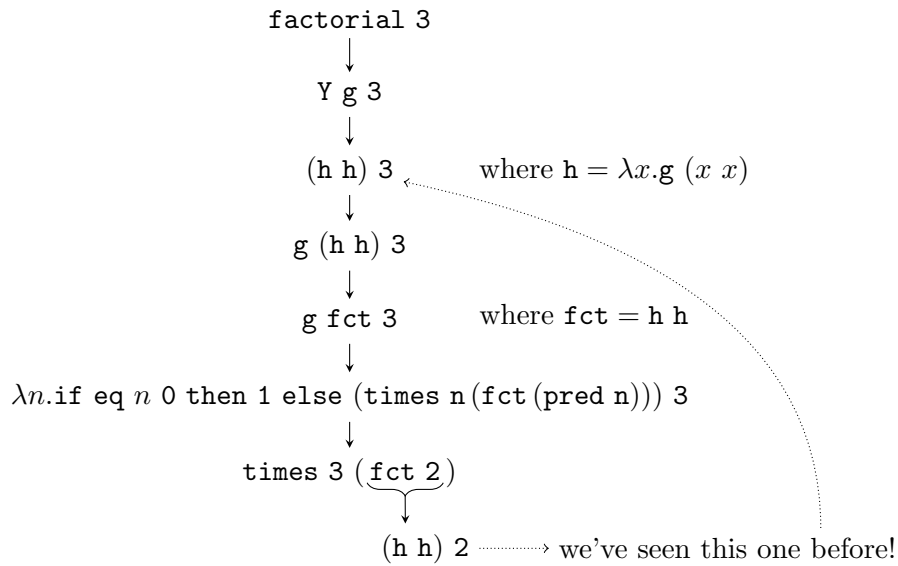 factorial 3
Y g 3
(h h) 3 where h = λx.g (x x)
g (h h) 3
g fct 3 where fct = h h
λn.if eq n 0 then 1 else (times n (fct (pred n))) 3
times 3 (fct 2)
(h h) 2 we've seen this one before!